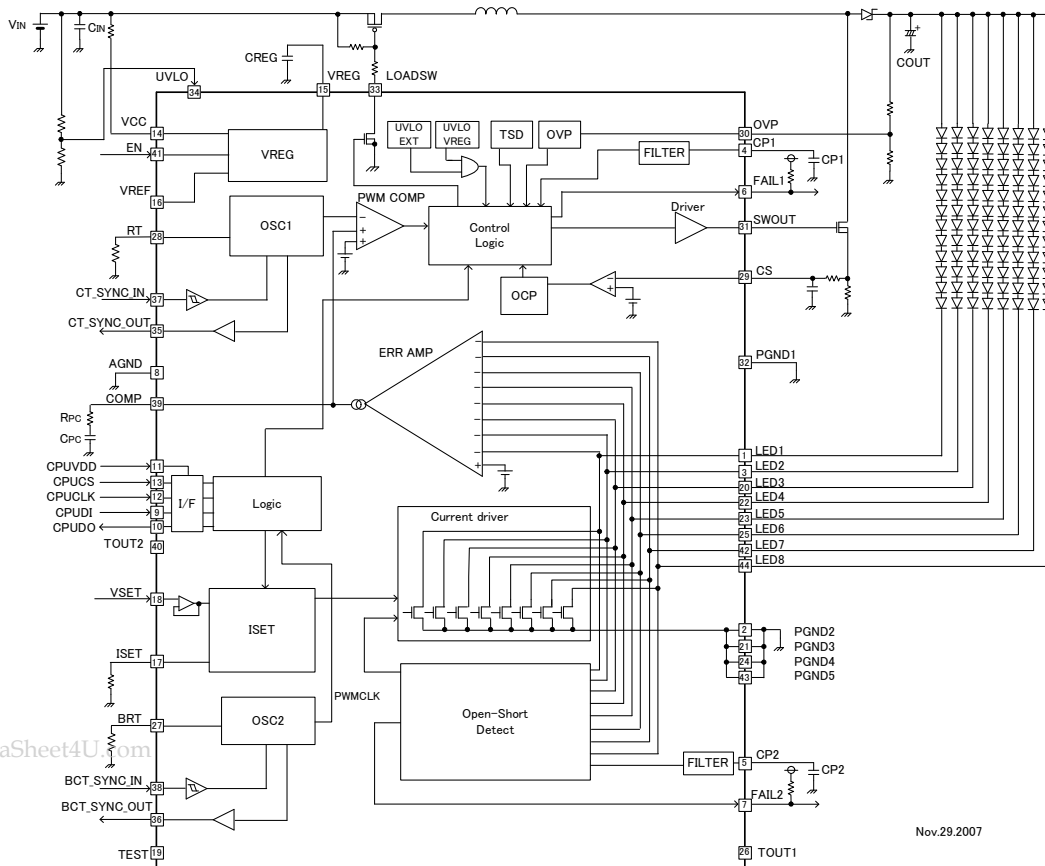 VIN
CIN
CREG
VREG
LOADSW
COUT
UVLO
34
15
33
VCC
14
EN
41
VREF
16
VREG
UVLO
EXT
UVLO
VREG
TSD
OVP
30
OVP
FILTER
4
CP1
CP1
6
FAIL1
PWM COMP
RT
28
OSC1
Control
Logic
Driver
31
SWOUT
CT_SYNC_IN
37
OCP
29
CS
CT_SYNC_OUT
35
AGND
8
ERR AMP
32
PGND1
COMP
39
RPC
CPC
CPUVDD
11
CPUCS
13
CPUCLK
12
CPUDI
9
CPUDO
10
I/F
Logic
TOUT2
40
1
LED1
3
LED2
20
LED3
22
LED4
23
LED5
25
LED6
42
LED7
44
LED8
Current driver
VSET
18
ISET
ISET
17
2
PGND2
21
PGND3
24
PGND4
43
PGND5
PWMCLK
BRT
27
OSC2
Open-Short
Detect
aSheet4U.com
BCT_SYNC_IN
38
FILTER
5
CP2
CP2
BCT_SYNC_OUT
36
7
FAIL2
TEST
19
26
TOUT1
Nov.29.2007